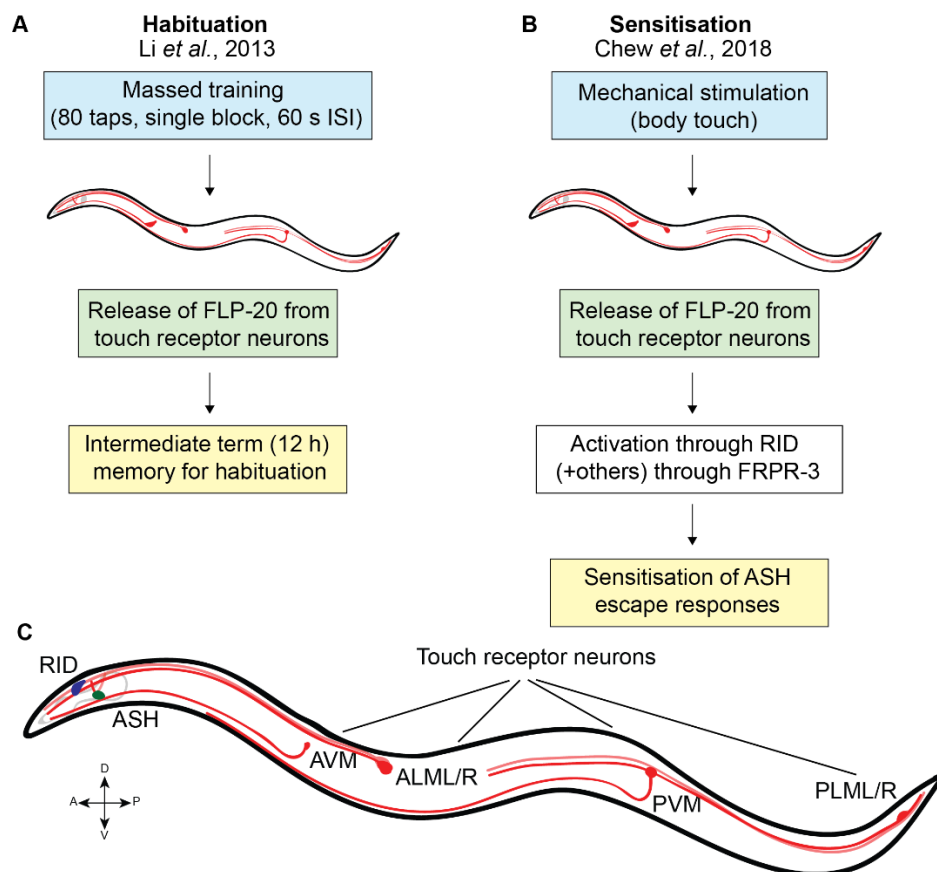 A
Habituation
Li et al., 2013
Massed training
(80 taps, single block, 60 s ISI)
Release of FLP-20 from
touch receptor neurons
Intermediate term (12 h)
memory for habituation
B
Sensitisation
Chew et al., 2018
Mechanical stimulation
(body touch)
Release of FLP-20 from
touch receptor neurons
Activation through RID
(+others) through FRPR-3
Sensitisation of ASH
escape responses
C
Touch receptor neurons
RID
ASH
AVM
ALML/R
PVM
PLML/R
D
A
P
V